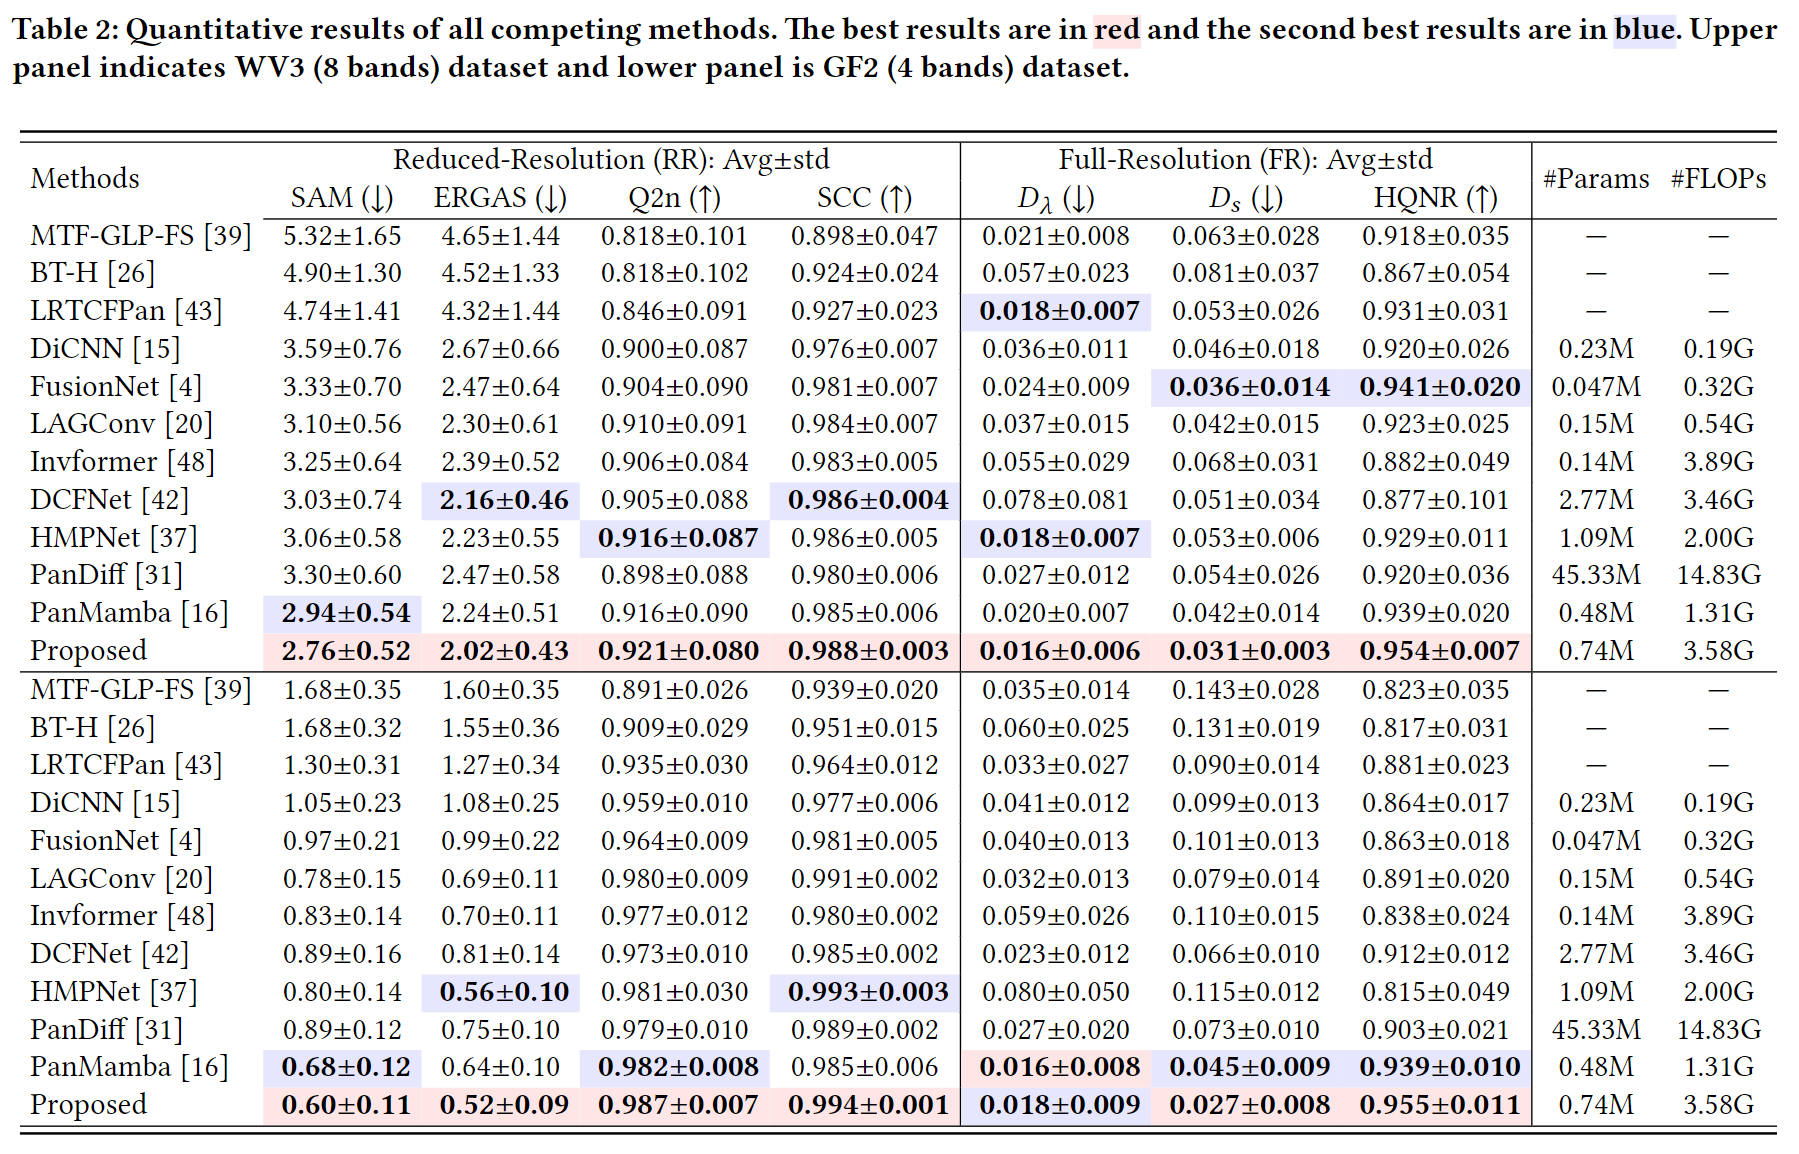 Table 2: Quantitative results of all competing methods. The best results are in red and the second best results are in blue. Upper
panel indicates WV3 (8 bands) dataset and lower panel is GF2 (4 bands) dataset.
Methods Reduced-Resolution (RR): Avg±std Full-Resolution (FR): Avg±std #Params #FLOPs
SAM (↓) ERGAS (↓) Q2n (↑) SCC (↑) Dλ (↓) Ds (↓) HQNR (↑)
MTF-GLP-FS [39] 5.32±1.65 4.65±1.44 0.818±0.101 0.898±0.047 0.021±0.008 0.063±0.028 0.918±0.035 — —
BT-H [26] 4.90±1.30 4.52±1.33 0.818±0.102 0.924±0.024 0.057±0.023 0.081±0.037 0.867±0.054 — —
LRTCFPan [43] 4.74±1.41 4.32±1.44 0.846±0.091 0.927±0.023 0.018±0.007 0.053±0.026 0.931±0.031 — —
DiCNN [15] 3.59±0.76 2.67±0.66 0.900±0.087 0.976±0.007 0.036±0.011 0.046±0.018 0.920±0.026 0.23M 0.19G
FusionNet [4] 3.33±0.70 2.47±0.64 0.904±0.090 0.981±0.007 0.024±0.009 0.036±0.014 0.941±0.020 0.047M 0.32G
LAGConv [20] 3.10±0.56 2.30±0.61 0.910±0.091 0.984±0.007 0.037±0.015 0.042±0.015 0.923±0.025 0.15M 0.54G
Invformer [48] 3.25±0.64 2.39±0.52 0.906±0.084 0.983±0.005 0.055±0.029 0.068±0.031 0.882±0.049 0.14M 3.89G
DCFNet [42] 3.03±0.74 2.16±0.46 0.905±0.088 0.986±0.004 0.078±0.081 0.051±0.034 0.877±0.101 2.77M 3.46G
HMPNet [37] 3.06±0.58 2.23±0.55 0.916±0.087 0.986±0.005 0.018±0.007 0.053±0.006 0.929±0.011 1.09M 2.00G
PanDiff [31] 3.30±0.60 2.47±0.58 0.898±0.088 0.980±0.006 0.027±0.012 0.054±0.026 0.920±0.036 45.33M 14.83G
PanMamba [16] 2.94±0.54 2.24±0.51 0.916±0.090 0.985±0.006 0.020±0.007 0.042±0.014 0.939±0.020 0.48M 1.31G
Proposed 2.76±0.52 2.02±0.43 0.921±0.080 0.988±0.003 0.016±0.006 0.031±0.003 0.954±0.007 0.74M 3.58G
MTF-GLP-FS [39] 1.68±0.35 1.60±0.35 0.891±0.026 0.939±0.020 0.035±0.014 0.143±0.028 0.823±0.035 — —
BT-H [26] 1.68±0.32 1.55±0.36 0.909±0.029 0.951±0.015 0.060±0.025 0.131±0.019 0.817±0.031 — —
LRTCFPan [43] 1.30±0.31 1.27±0.34 0.935±0.030 0.964±0.012 0.033±0.027 0.090±0.014 0.881±0.023 — —
DiCNN [15] 1.05±0.23 1.08±0.25 0.959±0.010 0.977±0.006 0.041±0.012 0.099±0.013 0.864±0.017 0.23M 0.19G
FusionNet [4] 0.97±0.21 0.99±0.22 0.964±0.009 0.981±0.005 0.040±0.013 0.101±0.013 0.863±0.018 0.047M 0.32G
LAGConv [20] 0.78±0.15 0.69±0.11 0.980±0.009 0.991±0.002 0.032±0.013 0.079±0.014 0.891±0.020 0.15M 0.54G
Invformer [48] 0.83±0.14 0.70±0.11 0.977±0.012 0.980±0.002 0.059±0.026 0.110±0.015 0.838±0.024 0.14M 3.89G
DCFNet [42] 0.89±0.16 0.81±0.14 0.973±0.010 0.985±0.002 0.023±0.012 0.066±0.010 0.912±0.012 2.77M 3.46G
HMPNet [37] 0.80±0.14 0.56±0.10 0.981±0.030 0.993±0.003 0.080±0.050 0.115±0.012 0.815±0.049 1.09M 2.00G
PanDiff [31] 0.89±0.12 0.75±0.10 0.979±0.010 0.989±0.002 0.027±0.020 0.073±0.010 0.903±0.021 45.33M 14.83G
PanMamba [16] 0.68±0.12 0.64±0.10 0.982±0.008 0.985±0.006 0.016±0.008 0.045±0.009 0.939±0.010 0.48M 1.31G
Proposed 0.60±0.11 0.52±0.09 0.987±0.007 0.994±0.001 0.018±0.009 0.027±0.008 0.955±0.011 0.74M 3.58G